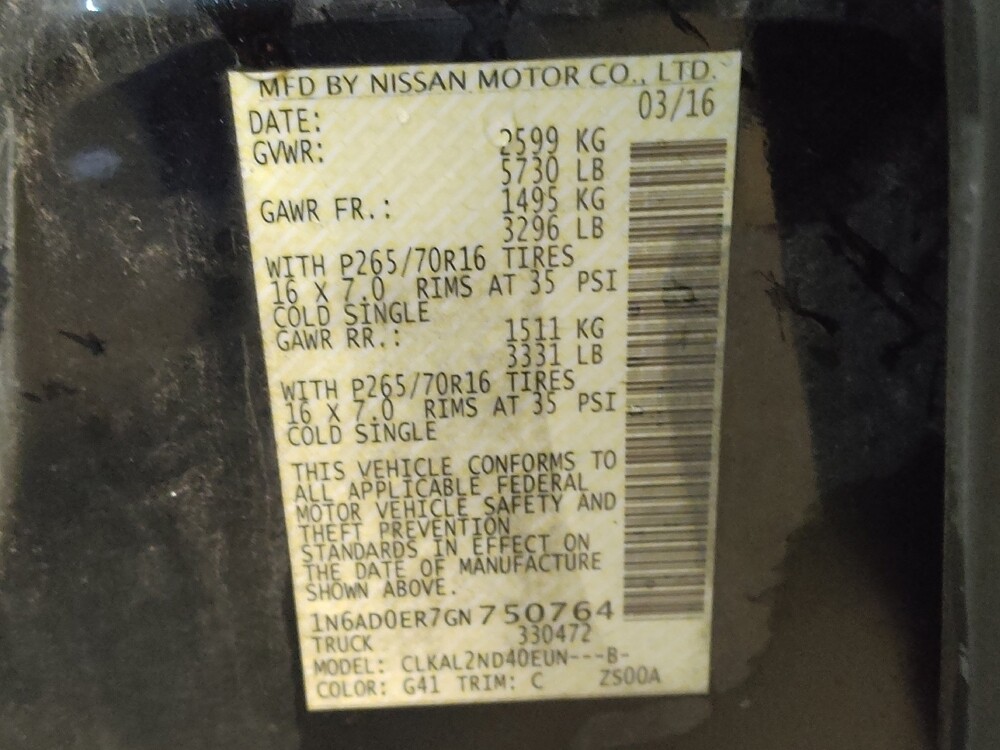 MFD BY NISSAN MOTOR CO., LTD.
DATE: 03/16
GVWR: 2599 KG
5730 LB
GAWR FR.: 1495 KG
3296 LB
WITH P265/70R16 TIRES
16 X 7.0 RIMS AT 35 PSI
COLD SINGLE
GAWR RR.: 1511 KG
3331 LB
WITH P265/70R16 TIRES
16 X 7.0 RIMS AT 35 PSI
COLD SINGLE
THIS VEHICLE CONFORMS TO
ALL APPLICABLE FEDERAL
MOTOR VEHICLE SAFETY AND
THEFT PREVENTION
STANDARDS IN EFFECT ON
THE DATE OF MANUFACTURE
SHOWN ABOVE.
1N6AD0ER7GN750764
TRUCK 330472
MODEL: CLKAL2ND40EUN---B-
COLOR: G41 TRIM: C ZS00A